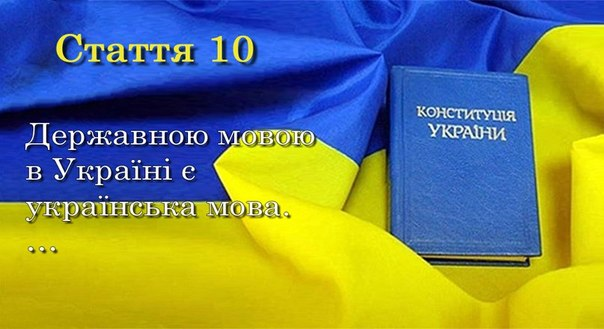 Стаття 10
Державною мовою
в Україні є
українська мова.
...
КОНСТИТУЦІЯ
УКРАЇНИ